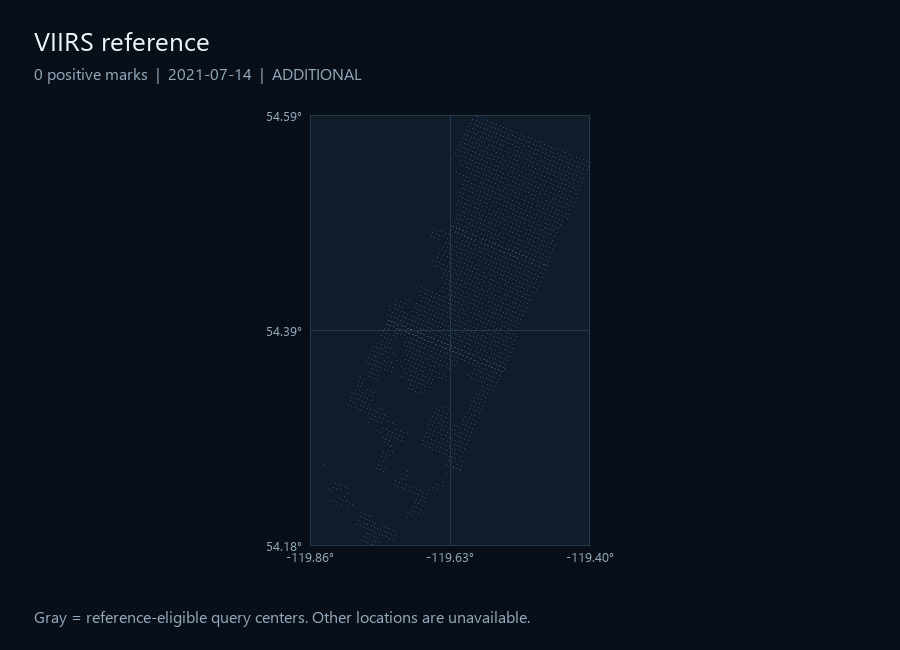 VIIRS reference
0 positive marks | 2021-07-14 | ADDITIONAL
54.59°
54.39°
54.18°
-119.86°
-119.63°
-119.40°
Gray = reference-eligible query centers. Other locations are unavailable.